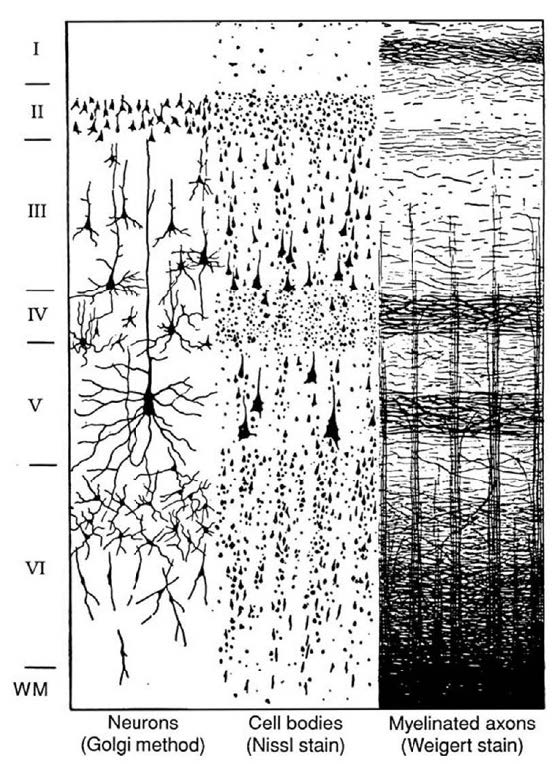 I
II
III
IV
V
VI
WM
Neurons
(Golgi method)
Cell bodies
(Nissl stain)
Myelinated axons
(Weigert stain)